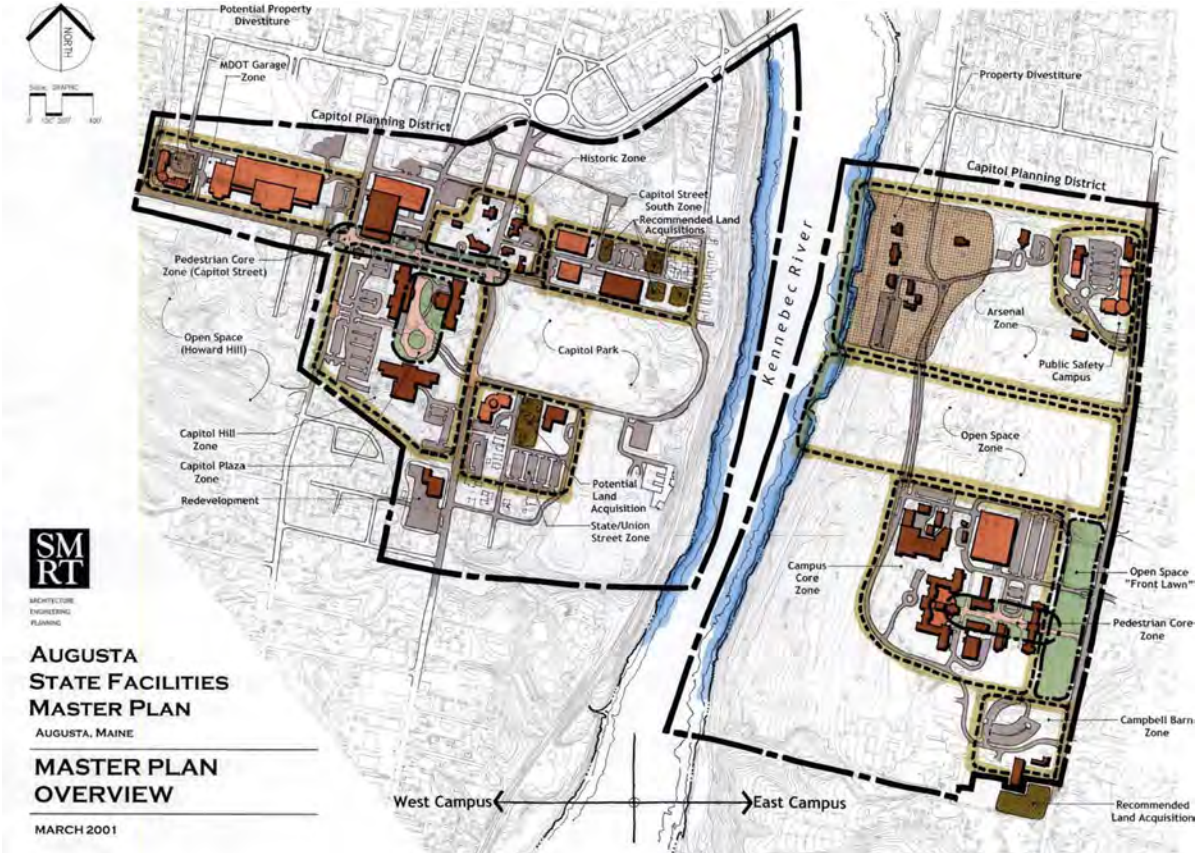 Potential Property
Divestiture
NORTH
MDOT Garage
Zone
Capitol Planning District
Historic Zone
Capitol Street
South Zone
Recommended Land
Acquisitions
Pedestrian Core
Zone (Capitol Street)
Open Space
(Howard Hill)
Capitol Park
Capitol Hill
Zone
Capitol Plaza
Zone
Redevelopment
Potential
Land
Acquisition
State/Union
Street Zone
Kennebec River
Property Divestiture
Capitol Planning District
Arsenal
Zone
Public Safety
Campus
Open Space
Zone
Campus
Core
Zone
Open Space
"Front Lawn"
Pedestrian Core
Zone
Campbell Barn
Zone
Recommended
Land Acquisition
West Campus
East Campus
SM
RT
ARCHITECTURE
ENGINEERING
PLANNING
AUGUSTA
STATE FACILITIES
MASTER PLAN
AUGUSTA, MAINE
MASTER PLAN
OVERVIEW
MARCH 2001